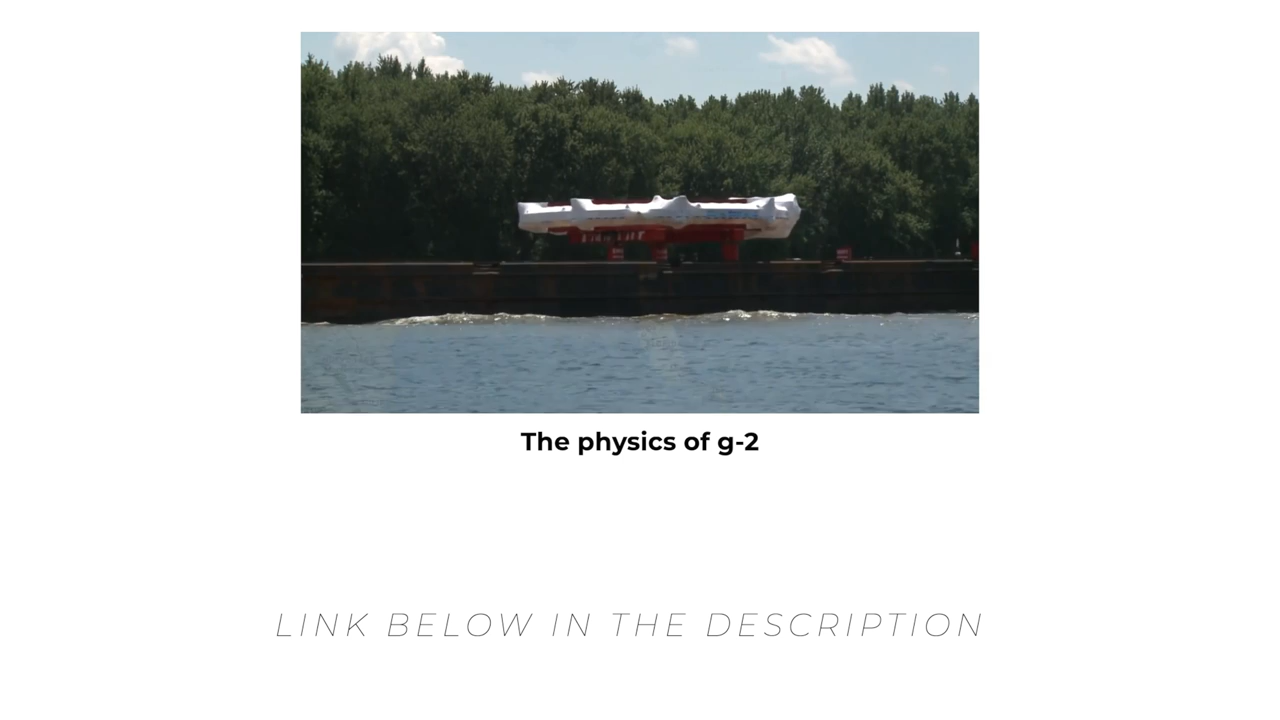 The physics of g-2
LINK BELOW IN THE DESCRIPTION